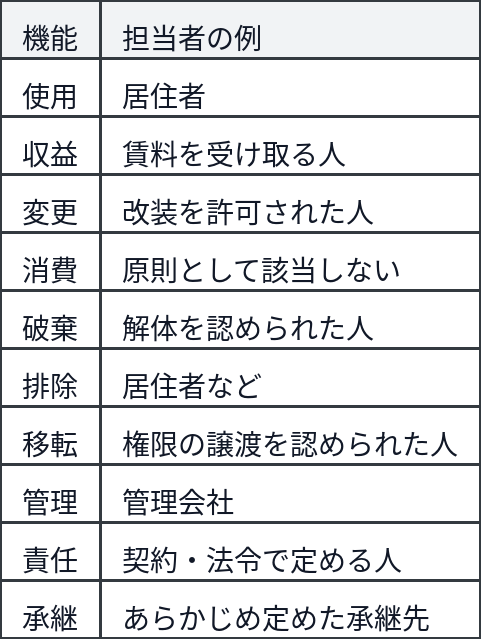 機能 担当者の例
使用 居住者
収益 賃料を受け取る人
変更 改装を許可された人
消費 原則として該当しない
破棄 解体を認められた人
排除 居住者など
移転 権限の譲渡を認められた人
管理 管理会社
責任 契約・法令で定める人
承継 あらかじめ定めた承継先